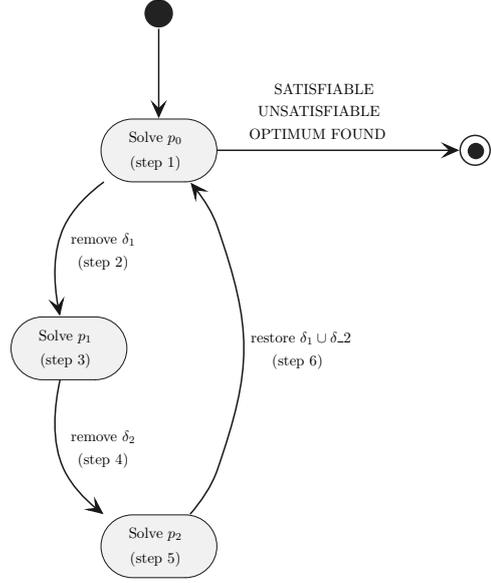 SATISFIABLE
UNSATISFIABLE
OPTIMUM FOUND
Solve p₀
(step 1)
remove δ₁
(step 2)
Solve p₁
(step 3)
restore δ₁ ∪ δ_2
(step 6)
remove δ₂
(step 4)
Solve p₂
(step 5)